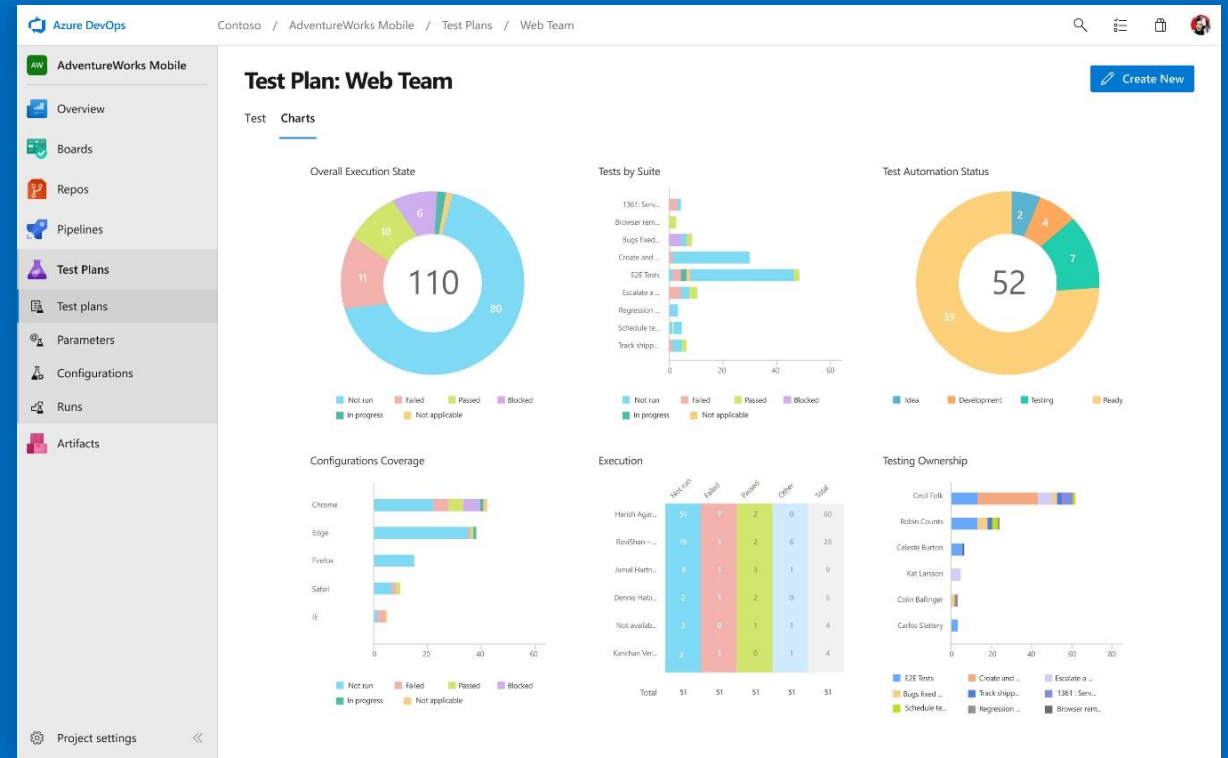 Azure DevOps
Contoso / AdventureWorks Mobile / Test Plans / Web Team
AW AdventureWorks Mobile
Overview
Boards
Repos
Pipelines
Test Plans
Test plans
Parameters
Configurations
Runs
Artifacts
Project settings
Test Plan: Web Team
Create New
Test Charts
Overall Execution State
6
10
11
110
80
Not run Failed Passed Blocked
In progress Not applicable
Tests by Suite
1361: Serv...
Browser rem...
Bugs fixed...
Create and ...
E2E Tests
Escalate a ...
Regression ...
Schedule te...
Track shipp...
0 20 40 60
Not run Failed Passed Blocked
In progress Not applicable
Test Automation Status
2
4
7
52
39
Idea Development Testing Ready
Configurations Coverage
Chrome
Edge
Firefox
Safari
IE
0 20 40 60
Not run Failed Passed Blocked
In progress Not applicable
Execution
Not run Failed Passed Other Total
Harish Agar... 51 7 2 0 60
RaviShan – ... 19 1 2 6 28
Jamal Hartn... 4 1 3 1 9
Dennis Habi... 2 1 2 0 5
Not availab... 2 0 1 1 4
Kanchan Ver... 2 1 0 1 4
Total 51 51 51 51 51
Testing Ownership
Cecil Folk
Robin Counts
Celeste Burton
Kat Larsson
Colin Ballinger
Carlos Slattery
0 20 40 60 80
E2E Tests Create and ... Escalate a ...
Bugs fixed ... Track shipp... 1361 : Serv...
Schedule te... Regression ... Browser rem...